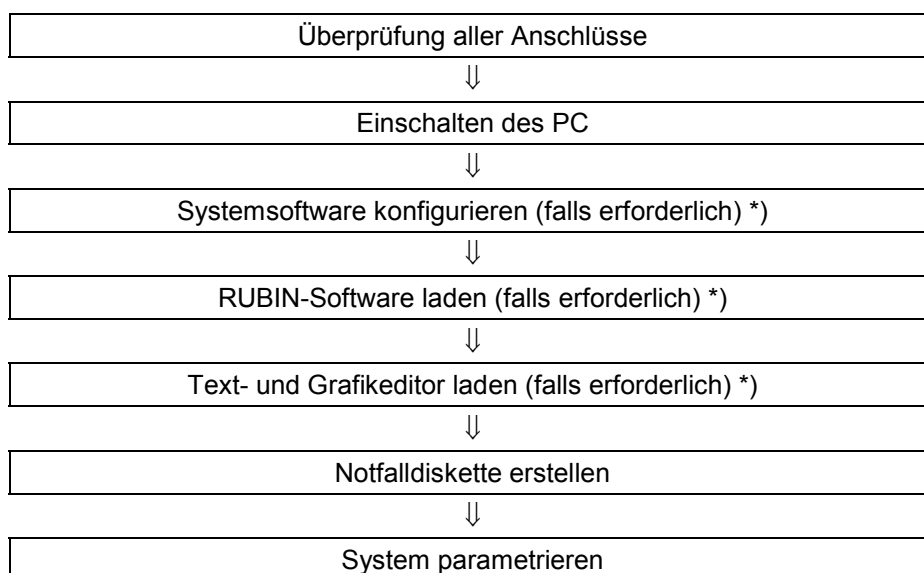 Überprüfung aller Anschlüsse
⇓
Einschalten des PC
⇓
Systemsoftware konfigurieren (falls erforderlich) *)
⇓
RUBIN-Software laden (falls erforderlich) *)
⇓
Text- und Grafikeditor laden (falls erforderlich) *)
⇓
Notfalldiskette erstellen
⇓
System parametrieren